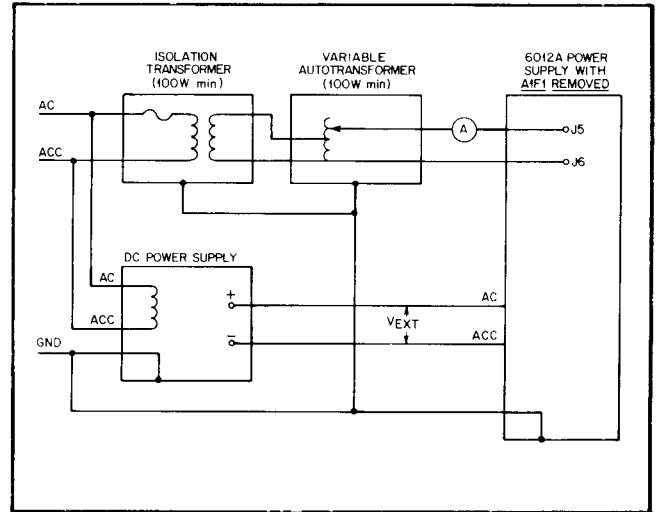 ISOLATION
TRANSFORMER
(100W min)
VARIABLE
AUTOTRANSFORMER
(100W min)
6012A POWER
SUPPLY WITH
A1F1 REMOVED
AC
ACC
A
J5
J6
DC POWER SUPPLY
AC
ACC
+
−
VEXT
AC
ACC
GND